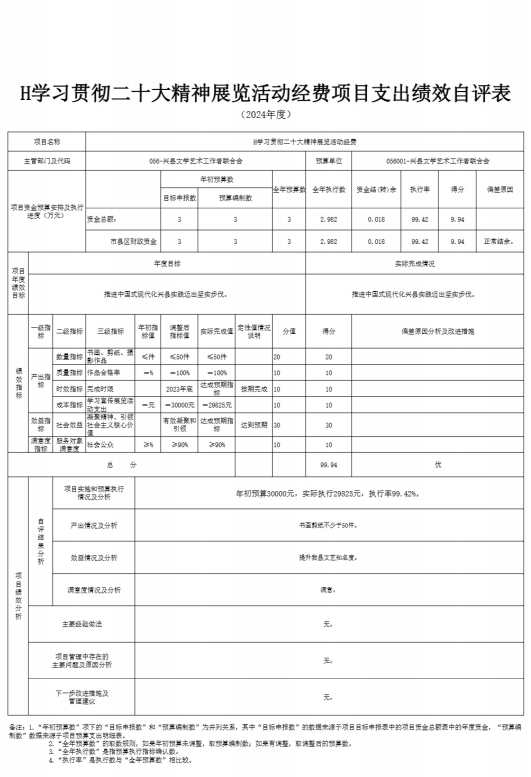 H学习贯彻二十大精神展览活动经费项目支出绩效自评表
（2024年度）
项目名称 H学习贯彻二十大精神展览活动经费
主管部门及代码 056-兴县文学艺术工作者联合会 预算单位 056001-兴县文学艺术工作者联合会
项目资金预算安排及执行进度（万元） 年初预算数 全年预算数 全年执行数 资金结(转)余 执行率 得分 偏差原因
目标申报数 预算编制数
资金总额： 3 3 3 2.982 0.018 99.42 9.94
市县区财政资金 3 3 3 2.982 0.018 99.42 9.94 正常结余。
项目年度绩效目标 年度目标 实际完成情况
推进中国式现代化兴县实践迈出坚实步伐。 推进中国式现代化兴县实践迈出坚实步伐。
绩效指标 一级指标 二级指标 三级指标 年初指标值 调整后指标值 实际完成值 定性值情况说明 分值 得分 偏差原因分析及改进措施
产出指标 数量指标 书画、剪纸、摄影作品 ≤件 ≤50件 ≤50件 20 20
质量指标 作品合格率 =% =100% =100% 10 10
时效指标 完成时限 2023年底 达成预期指标 按期完成 10 10
成本指标 学习宣传展览活动支出 =元 =30000元 =29825元 10 10
效益指标 社会效益 凝聚精神、引领社会主义核心价值 有效凝聚和引领 达成预期指标 达到预期 30 30
满意度指标 服务对象满意度 社会公众 ≥% ≥90% ≥90% 10 10
总 分 99.94 优
项目绩效分析 自评结果分析 项目实施和预算执行情况及分析 年初预算30000元，实际执行29825元，执行率99.42%。
产出情况及分析 书画剪纸不少于50件。
效益情况及分析 提升我县文艺知名度。
满意度情况及分析 满意。
主要经验做法 无。
项目管理中存在的主要问题及原因分析 无。
下一步改进措施及管理建议 无。
备注：1.“年初预算数”项下的“目标申报数”和“预算编制数”为并列关系，其中“目标申报数”的数据来源于项目目标申报表中的项目资金总额表中的年度资金，“预算编制数”数据来源于项目预算支出明细表。
2.“全年预算数”的取数规则，如果年初预算未调整，取预算编制数；如果有调整，取调整后的预算数。
3.“全年执行数”是指预算执行指标确认数。
4.“执行率”是执行数与“全年预算数”相比较。